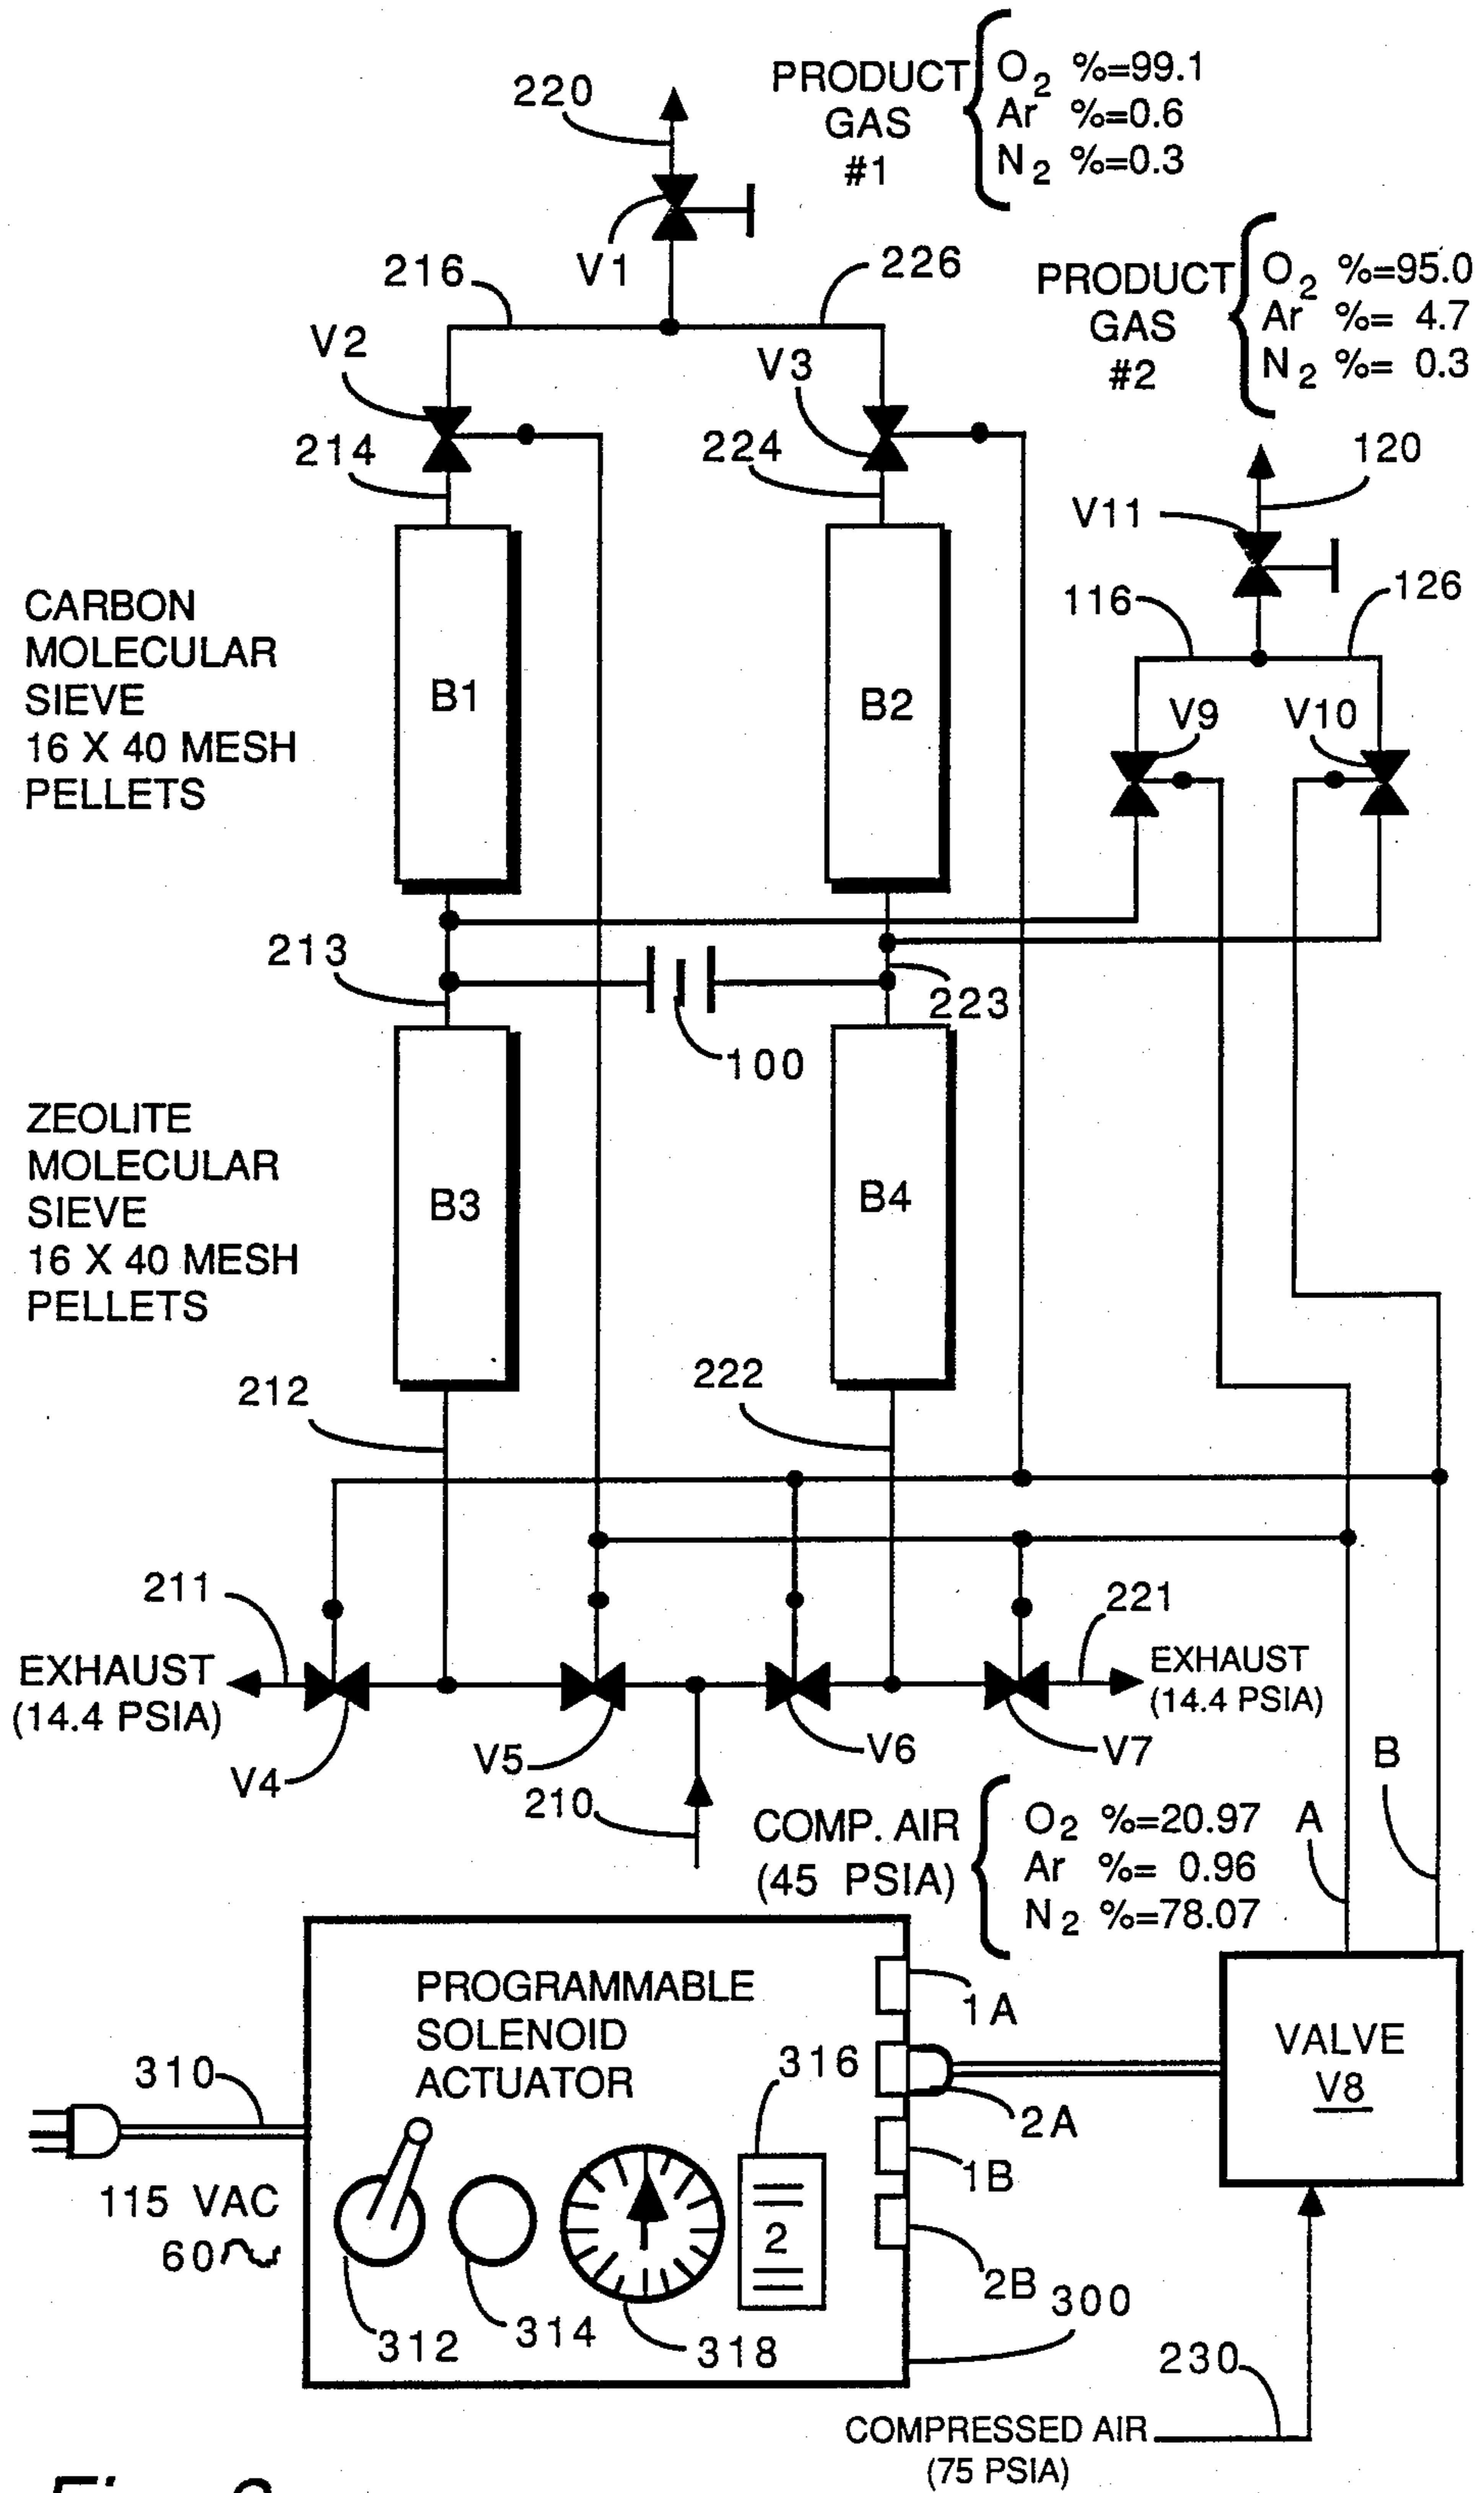 220
PRODUCT GAS #1
O2 %=99.1
Ar %=0.6
N2 %=0.3
V1
216
226
PRODUCT GAS #2
O2 %=95.0
Ar %= 4.7
N2 %= 0.3
V2
V3
214
224
120
V11
116
126
CARBON
MOLECULAR
SIEVE
16 X 40 MESH
PELLETS
B1
B2
V9
V10
213
223
100
ZEOLITE
MOLECULAR
SIEVE
16 X 40 MESH
PELLETS
B3
B4
212
222
211
221
EXHAUST
(14.4 PSIA)
EXHAUST
(14.4 PSIA)
V4
V5
V6
V7
210
COMP. AIR
(45 PSIA)
O2 %=20.97
Ar %= 0.96
N2 %=78.07
A
B
PROGRAMMABLE
SOLENOID
ACTUATOR
1A
2A
1B
2B
VALVE
V8
310
316
115 VAC
60
2
312
314
318
300
230
COMPRESSED AIR
(75 PSIA)